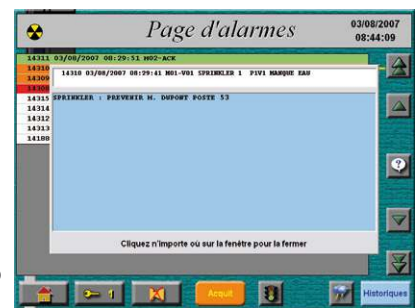 Page d'alarmes
03/08/2007
08:44:09
14311 03/08/2007 08:29:51 M02-ACK
14310
14310 03/08/2007 08:29:41 M01-V01 SPRINKLER 1 P1V1 MANQUE EAU
14309
14308
14315 SPRINKLER : PREVENIR M. DUPONT POSTE 53
14314
14312
14313
14188
Cliquez n'importe où sur la fenêtre pour la fermer
1
Acquit
Historiques